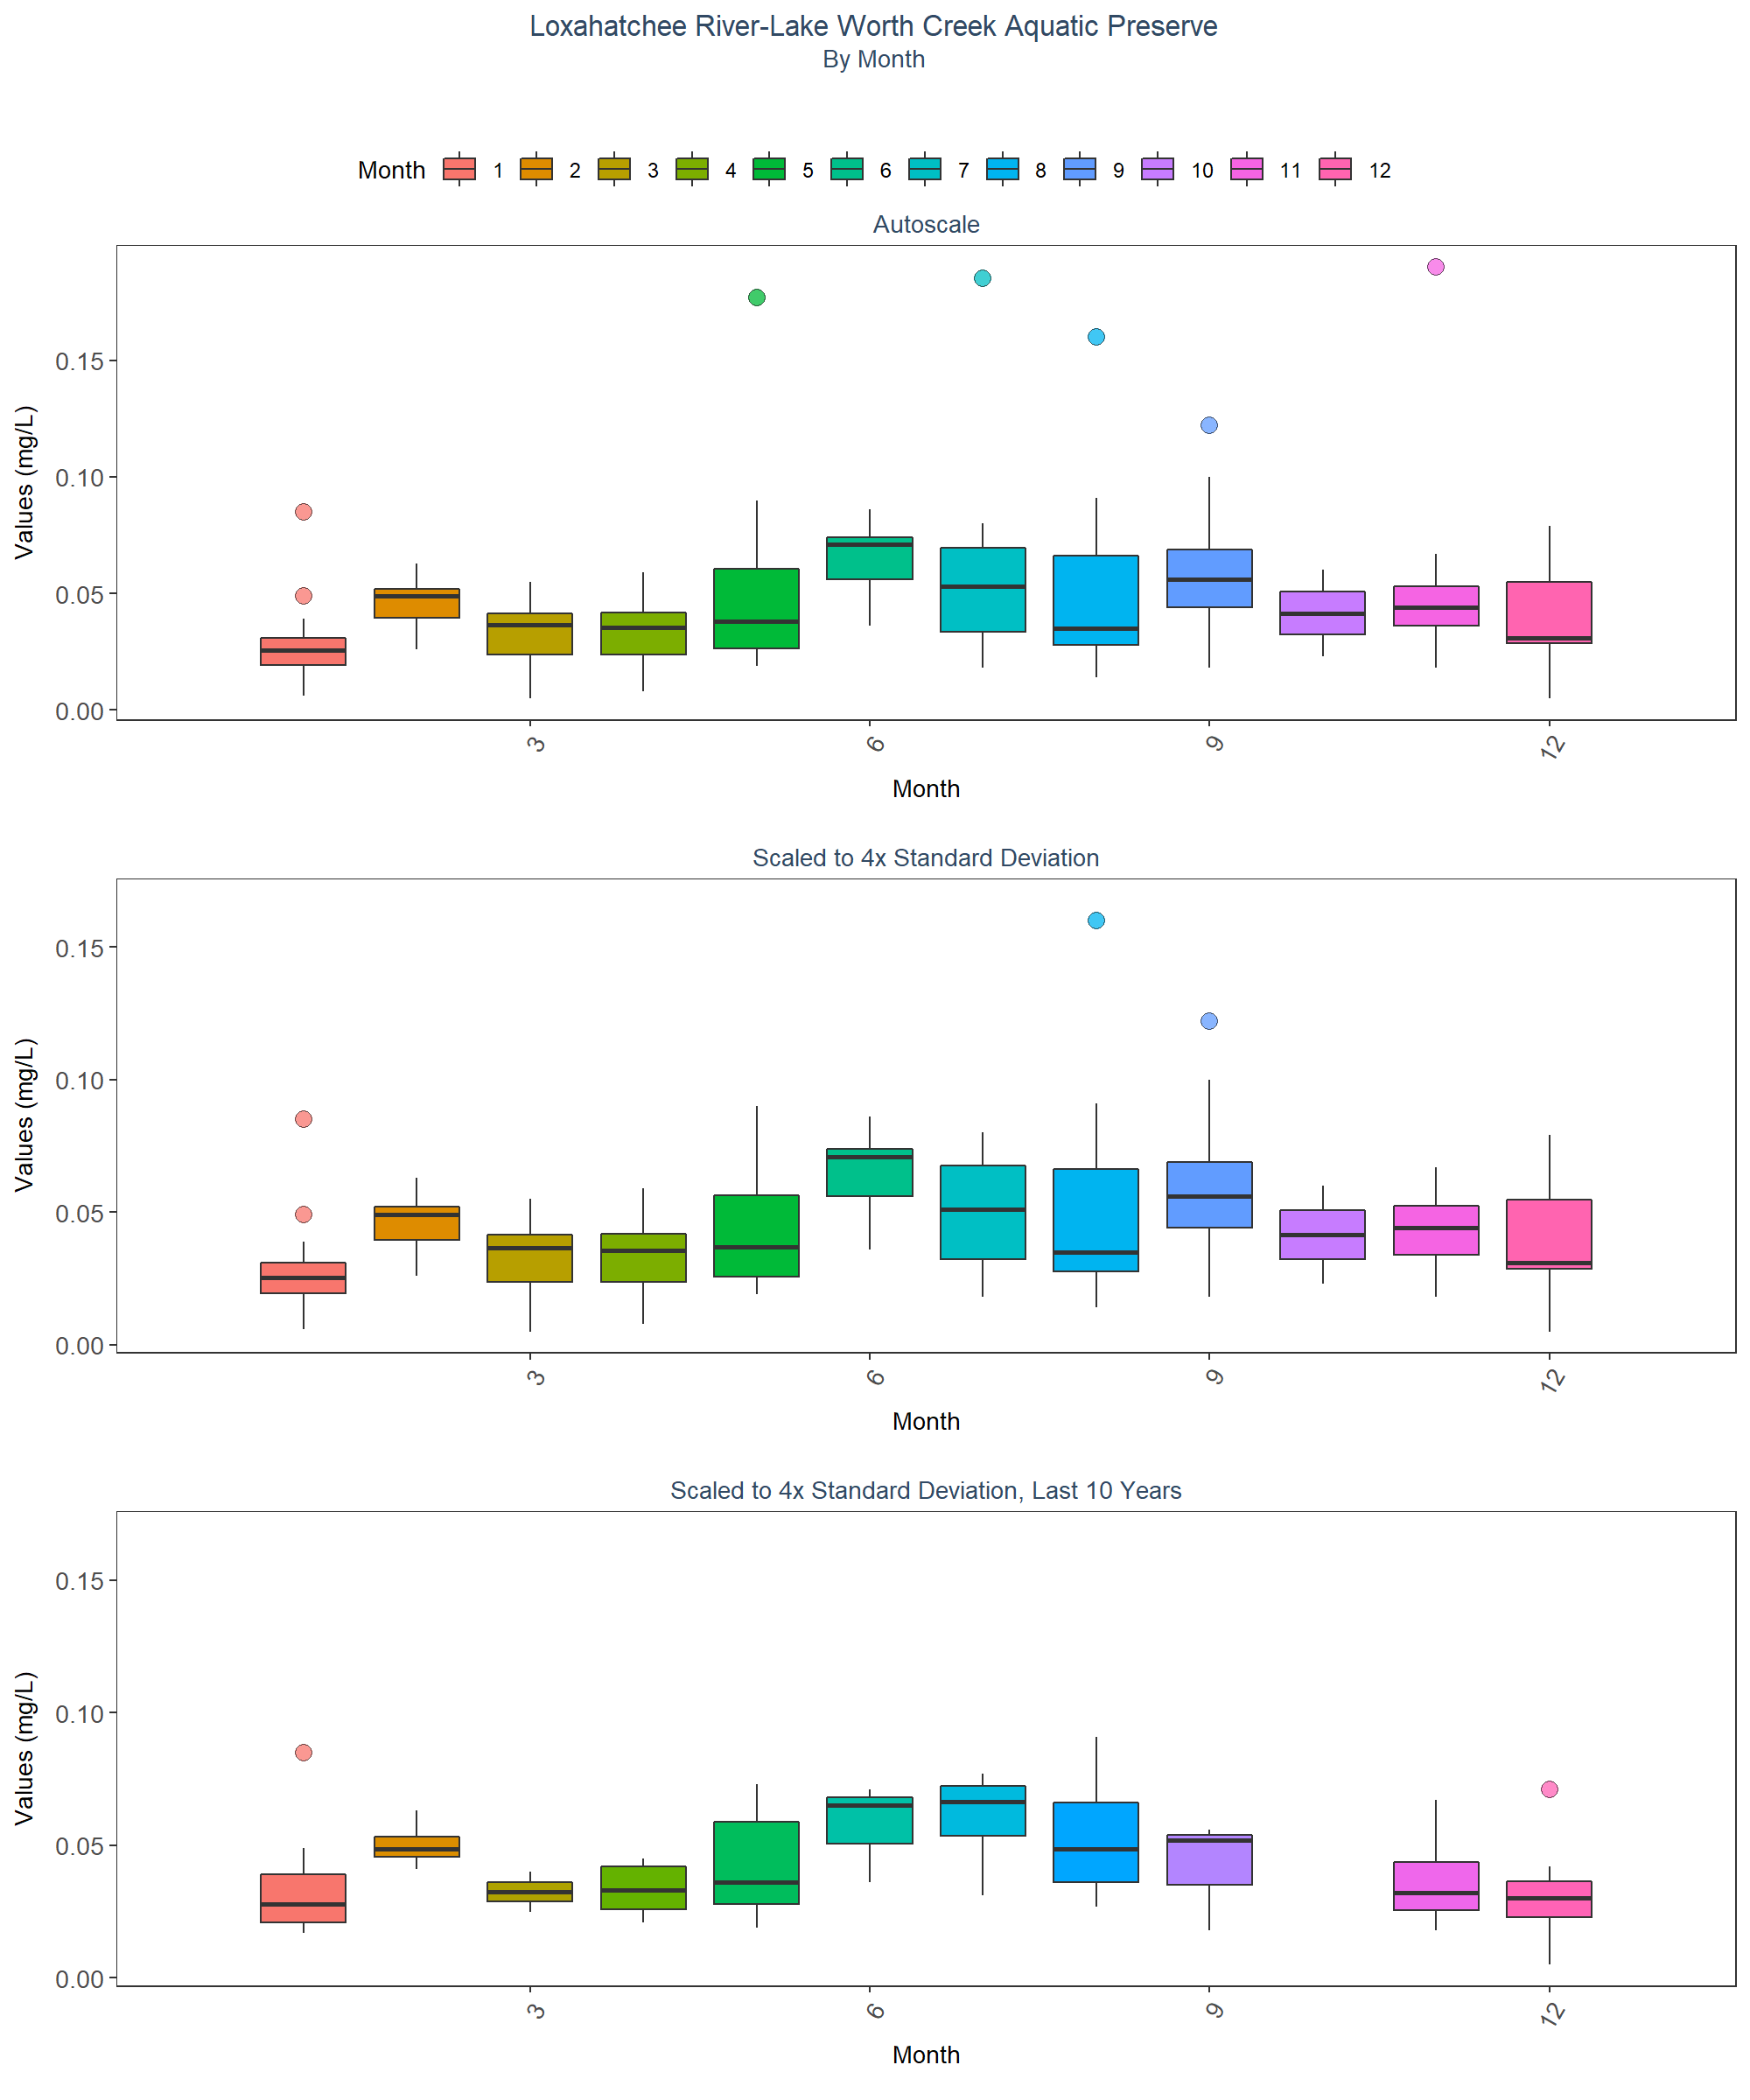 Loxahatchee River-Lake Worth Creek Aquatic Preserve
By Month
Month 1 2 3 4 5 6 7 8 9 10 11 12
Autoscale
Values (mg/L)
0.15
0.10
0.05
0.00
3 6 9 12
Month
Scaled to 4x Standard Deviation
Values (mg/L)
0.15
0.10
0.05
0.00
3 6 9 12
Month
Scaled to 4x Standard Deviation, Last 10 Years
Values (mg/L)
0.15
0.10
0.05
0.00
3 6 9 12
Month